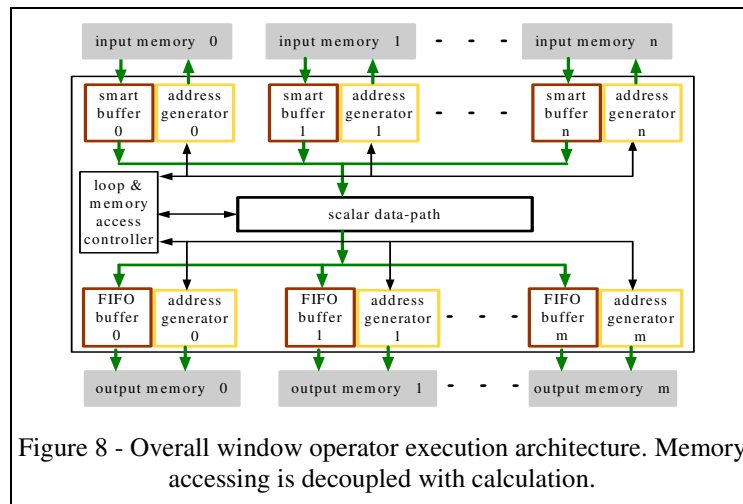 input memory 0 input memory 1 - - - input memory n
smart buffer 0 address generator 0 smart buffer 1 address generator 1 - - - smart buffer n address generator n
loop & memory access controller
scalar data-path
FIFO buffer 0 address generator 0 FIFO buffer 1 address generator 1 - - - FIFO buffer m address generator m
output memory 0 output memory 1 - - - output memory m
Figure 8 - Overall window operator execution architecture. Memory
accessing is decoupled with calculation.